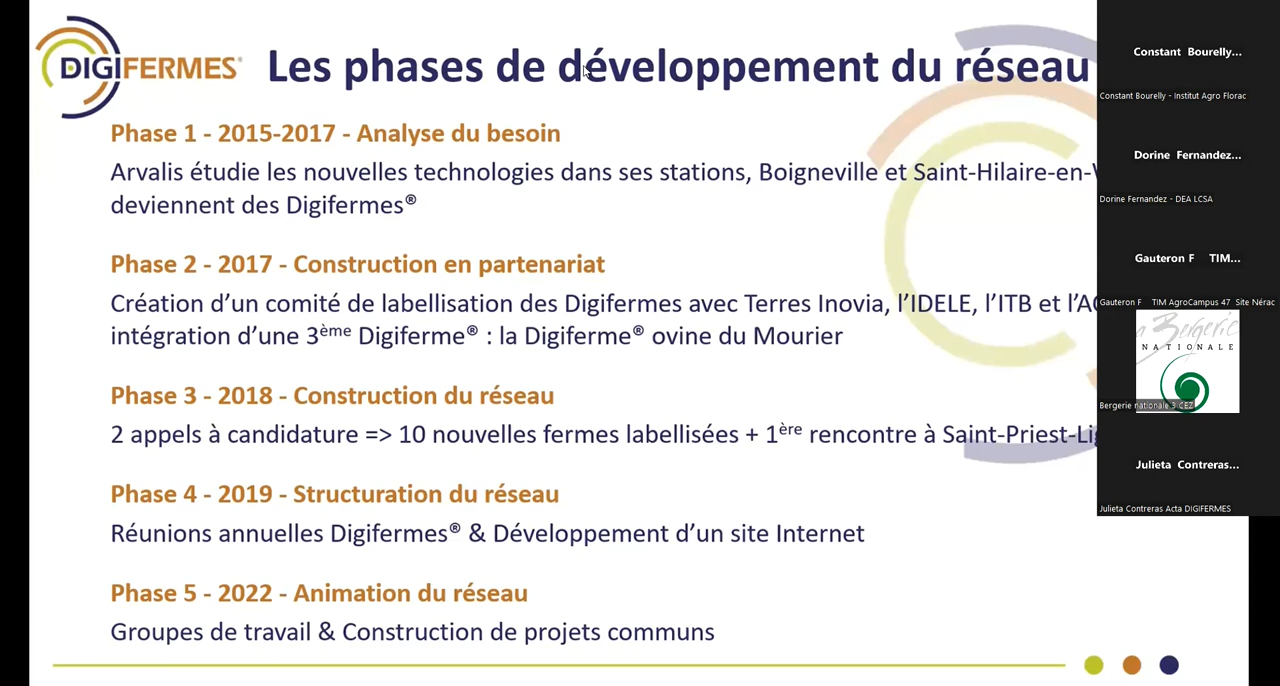 DIGIFERMES®
Les phases de développement du réseau
Phase 1 - 2015-2017 - Analyse du besoin
Arvalis étudie les nouvelles technologies dans ses stations, Boigneville et Saint-Hilaire-en-
deviennent des Digifermes®
Phase 2 - 2017 - Construction en partenariat
Création d’un comité de labellisation des Digifermes avec Terres Inovia, l’IDELE, l’ITB et
intégration d’une 3ème Digiferme® : la Digiferme® ovine du Mourier
Phase 3 - 2018 - Construction du réseau
2 appels à candidature => 10 nouvelles fermes labellisées + 1ère rencontre à Saint-Priest-
Phase 4 - 2019 - Structuration du réseau
Réunions annuelles Digifermes® & Développement d’un site Internet
Phase 5 - 2022 - Animation du réseau
Groupes de travail & Construction de projets communs
Constant Bourelly...
Constant Bourelly - Institut Agro Florac
Dorine Fernandez...
Dorine Fernandez - DEA LCSA
Gauteron F TIM...
Gauteron F TIM AgroCampus 47 Site Nérac
Bergerie
NATIONALE
Bergerie nationale 3 CEZ
Julieta Contreras...
Julieta Contreras Acta DIGIFERMES